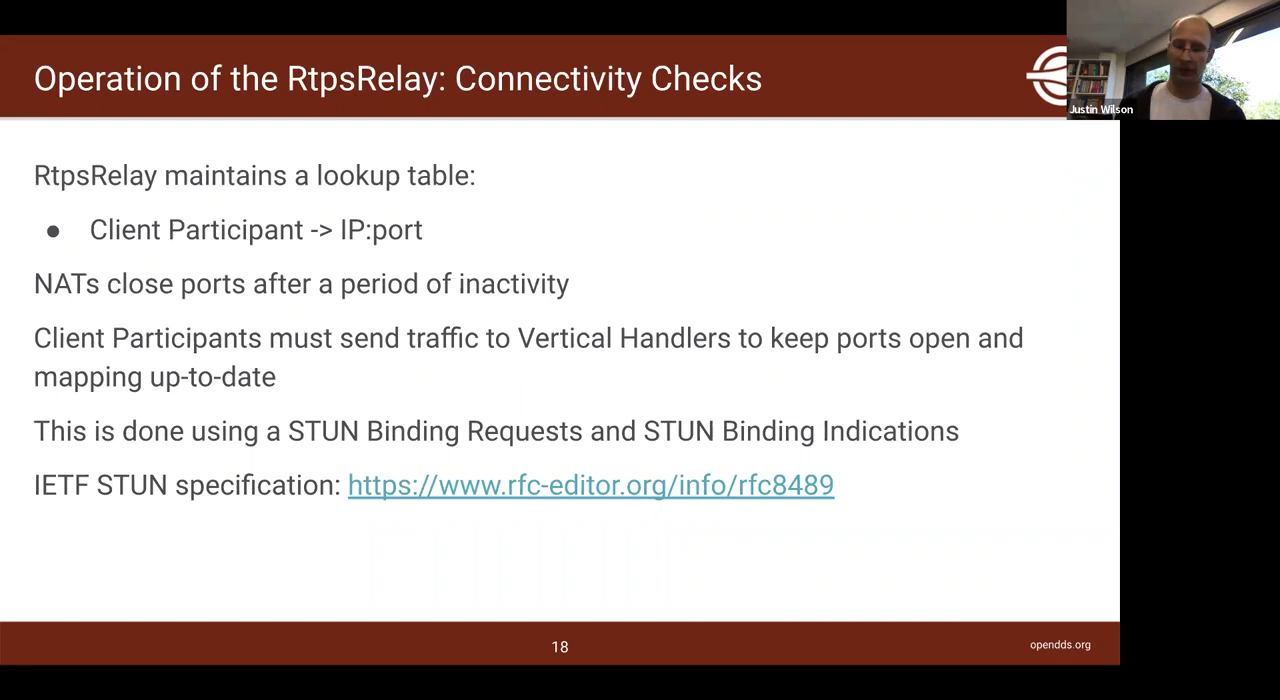 Operation of the RtpsRelay: Connectivity Checks
Justin Wilson
RtpsRelay maintains a lookup table:
● Client Participant -> IP:port
NATs close ports after a period of inactivity
Client Participants must send traffic to Vertical Handlers to keep ports open and
mapping up-to-date
This is done using a STUN Binding Requests and STUN Binding Indications
IETF STUN specification: https://www.rfc-editor.org/info/rfc8489
18
opendds.org